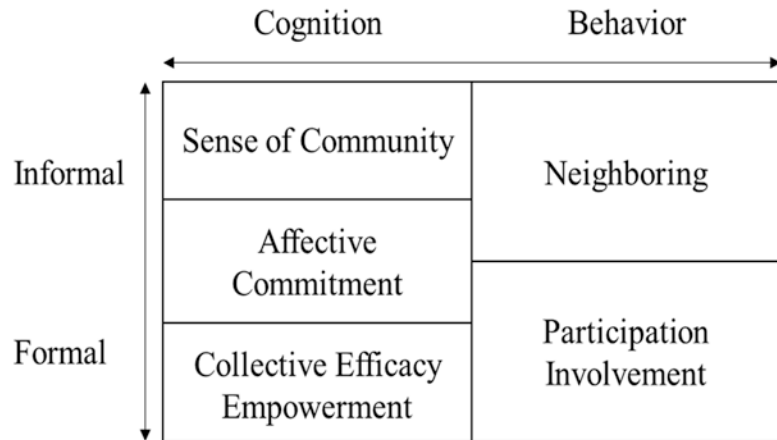 Cognition Behavior
Sense of Community
Informal
Neighboring
Affective
Commitment
Formal
Participation
Involvement
Collective Efficacy
Empowerment